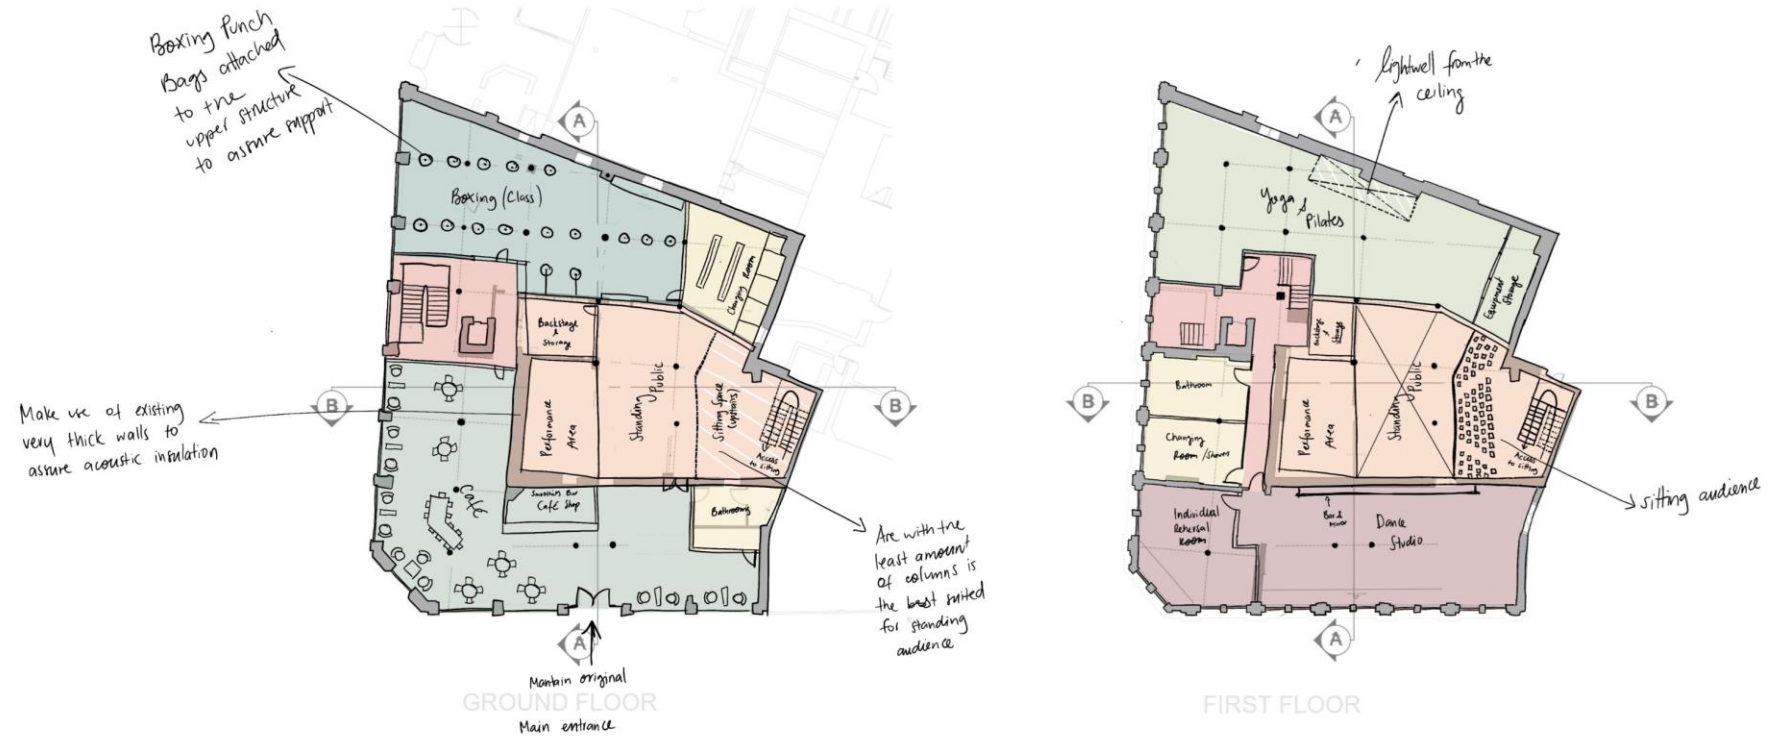 Boxing Punch
Bags attached
to the
upper structure
to assure support
A
Boxing (Class)
Changing Room
Backstage
&
Storage
Performance
Area
Standing Public
Sitting Space
(upstairs)
Access
to sitting
B
B
Make use of existing
very thick walls to
assure acoustic insulation
Café
Smoothies Bar
Café Shop
Bathrooms
Are with the
least amount
of columns is
the best suited
for standing
audience
A
Mantain original
Main entrance
GROUND FLOOR
lightwell from the
ceiling
A
Yoga &
Pilates
Equipment
Storage
Backstage
&
Storage
Bathroom
Changing
Room /
Performance
Area
Standing Public
Access
to sitting
B
B
sitting audience
Individual
Rehersal
Room
Bar &
Mirror
Dance
Studio
A
FIRST FLOOR